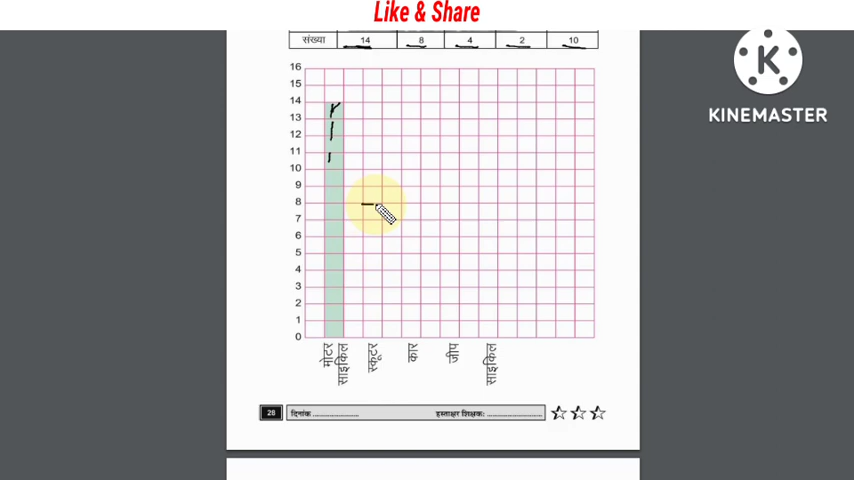 Like & Share
संख्या 14 8 4 2 10
KINEMASTER
16
15
14
13
12
11
10
9
8
7
6
5
4
3
2
1
0
मोटर साइकिल
स्कूटर
कार
जीप
साइकिल
28 दिनांक .................... हस्ताक्षर शिक्षक: ........................